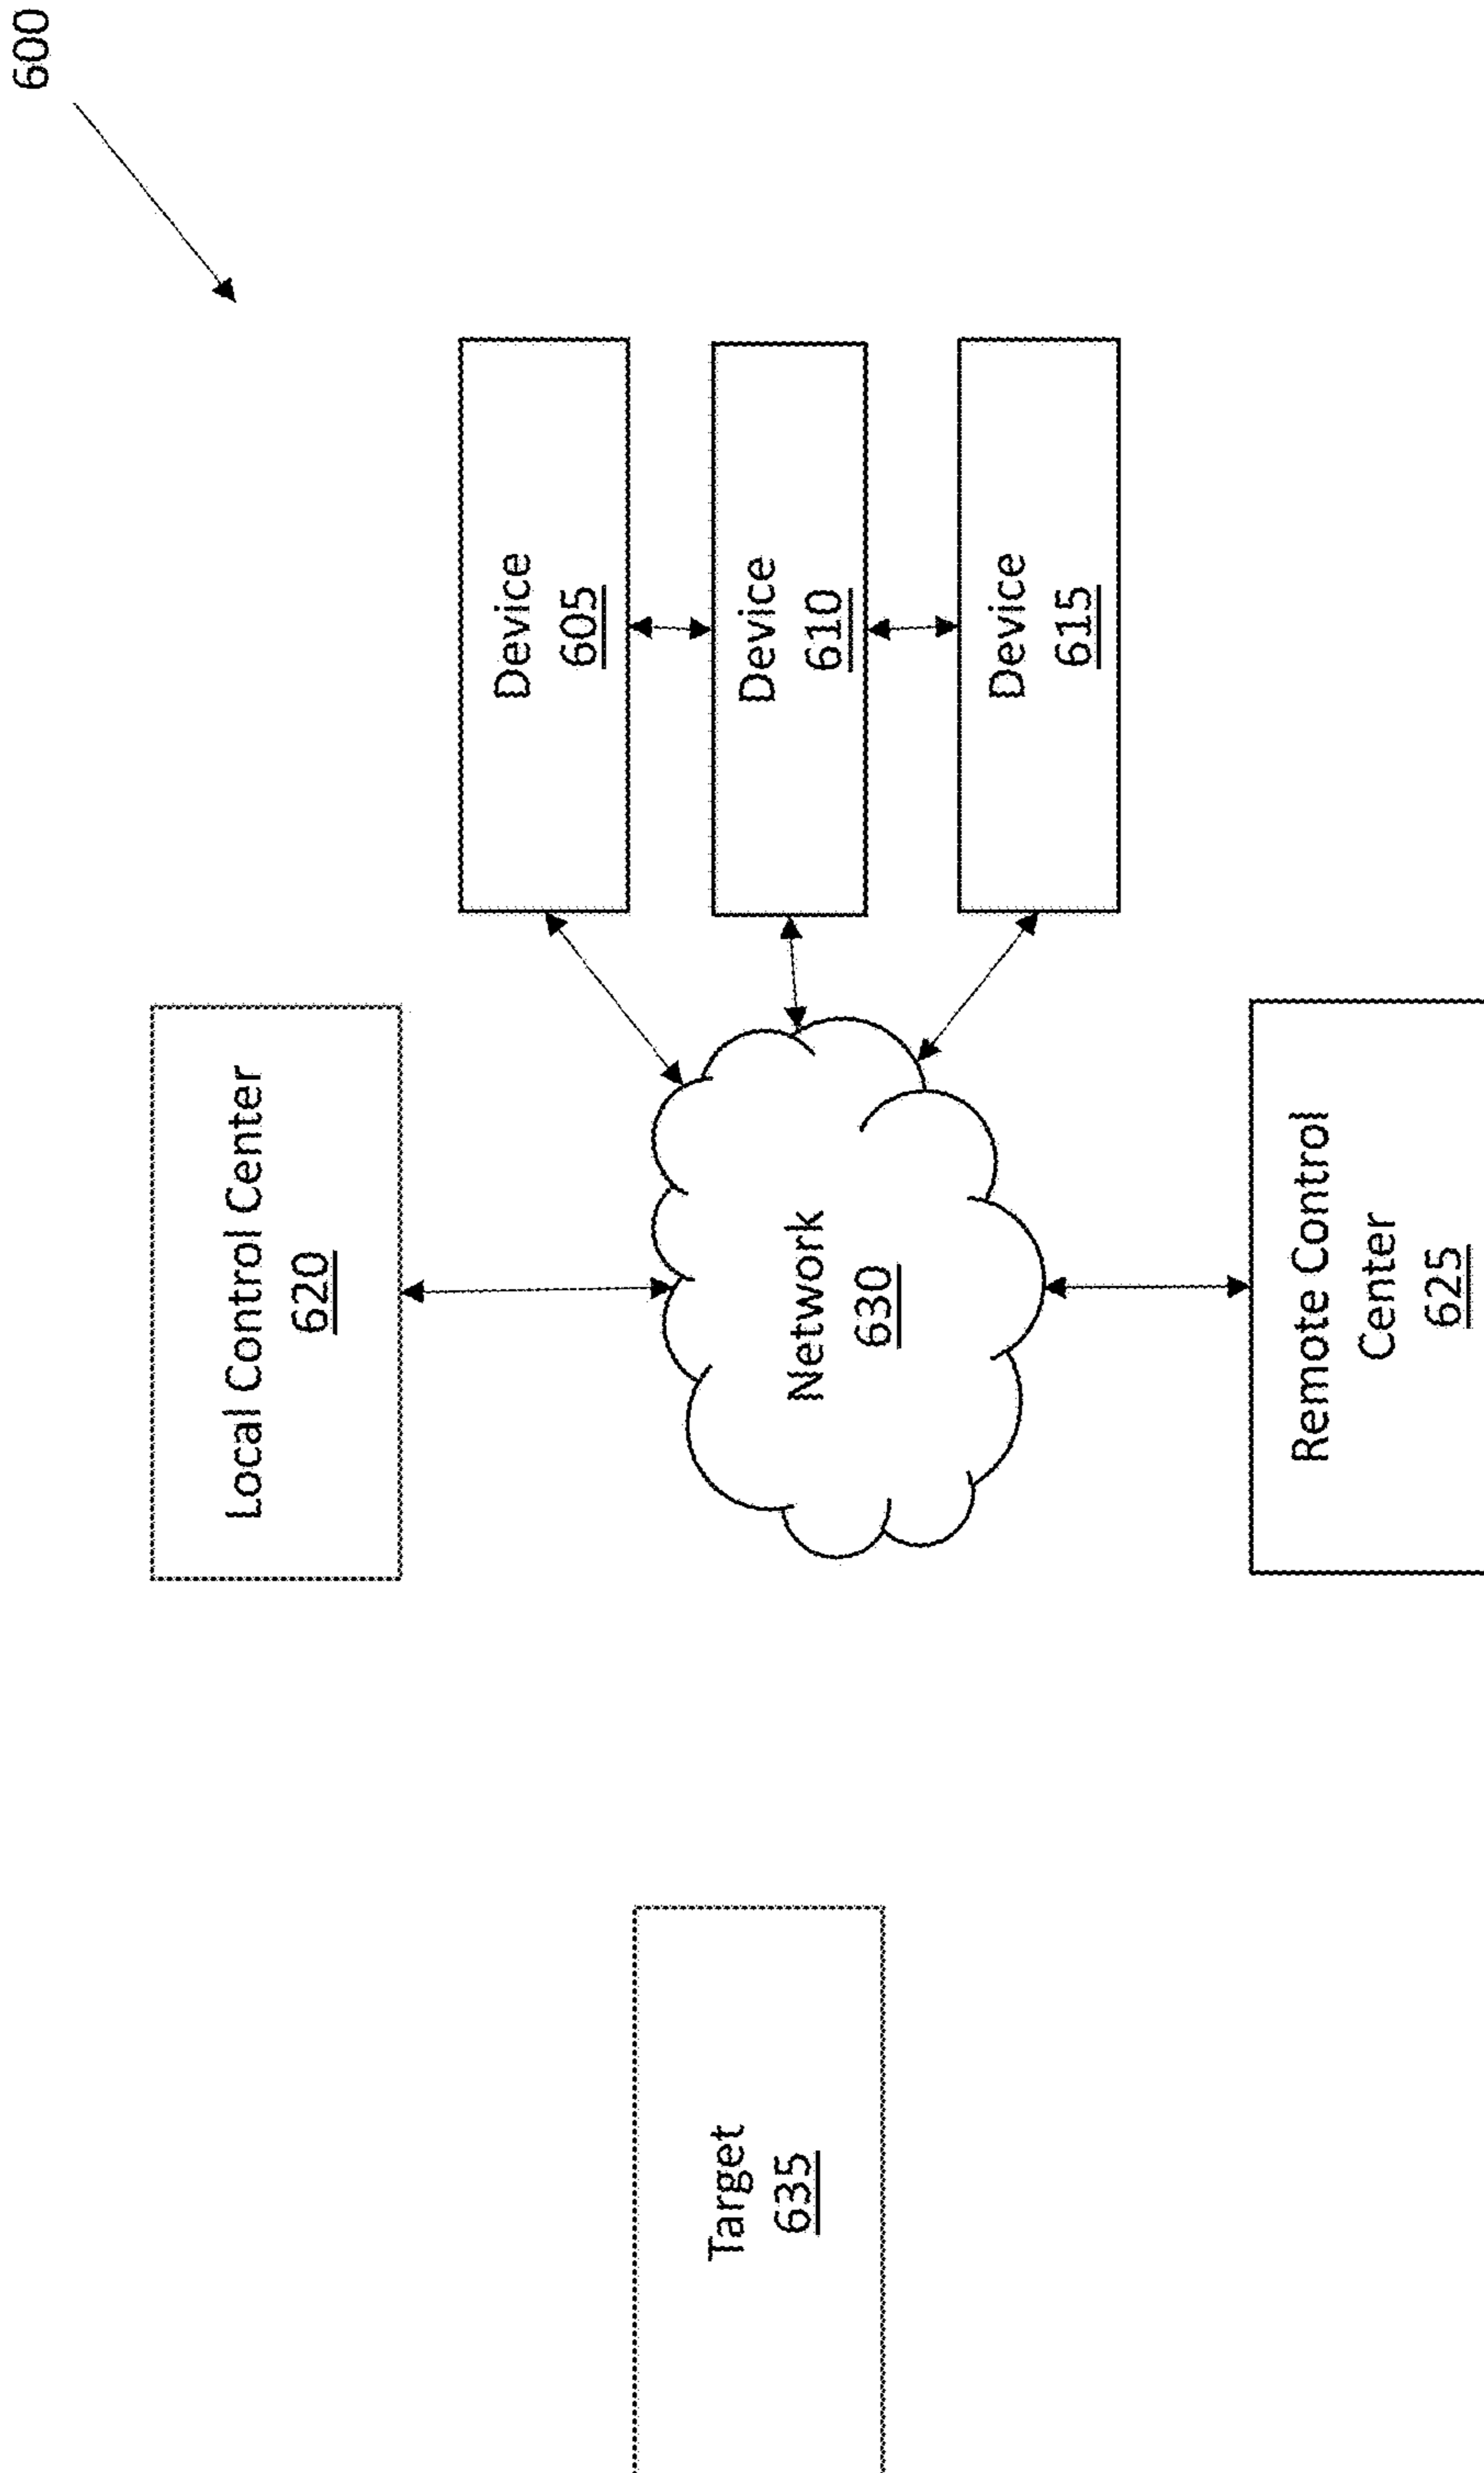 600
Local Control Center
620
Device
605
Device
610
Device
615
Network
630
Target
635
Remote Control
Center
625